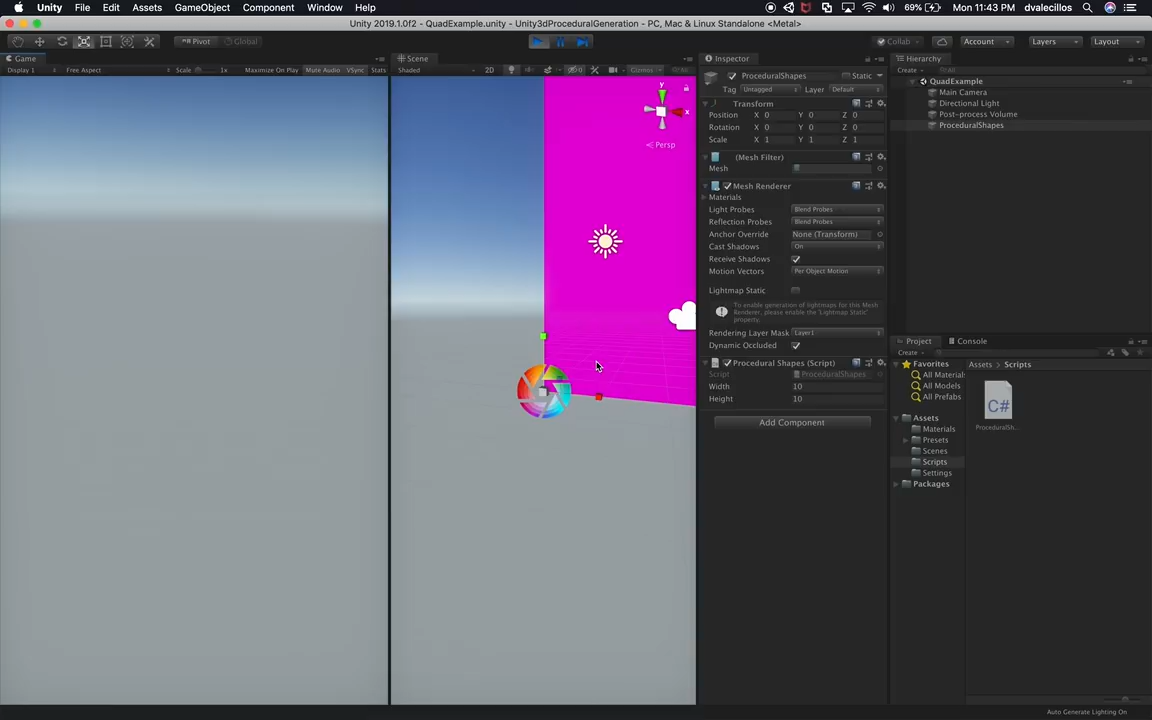 Unity File Edit Assets GameObject Component Window Help 69% Mon 11:43 PM dvalecillos
Unity 2019.1.0f2 - QuadExample.unity - Unity3dProceduralGeneration - PC, Mac & Linux Standalone <Metal>
Pivot Global Collab Account Layers Layout
Game Scene Inspector Hierarchy
Display 1 Free Aspect Scale 1x Maximize On Play Mute Audio VSync Stats Shaded 2D Gizmos Create All
ProceduralShapes Static
Tag Untagged Layer Default
Transform
Position X 0 Y 0 Z 0
Rotation X 0 Y 0 Z 0
Scale X 1 Y 1 Z 1
(Mesh Filter)
Mesh
Mesh Renderer
Materials
Light Probes Blend Probes
Reflection Probes Blend Probes
Anchor Override None (Transform)
Cast Shadows On
Receive Shadows
Motion Vectors Per Object Motion
Lightmap Static
To enable generation of lightmaps for this Mesh
Renderer, please enable the 'Lightmap Static'
property.
Rendering Layer Mask Layer1
Dynamic Occluded
Procedural Shapes (Script)
Script ProceduralShapes
Width 10
Height 10
Add Component
y
x
Persp
QuadExample
Main Camera
Directional Light
Post-process Volume
ProceduralShapes
Project Console
Create
Favorites
All Material
All Models
All Prefabs
Assets
Materials
Presets
Scenes
Scripts
Settings
Packages
Assets > Scripts
C#
ProceduralSh...
Auto Generate Lighting On